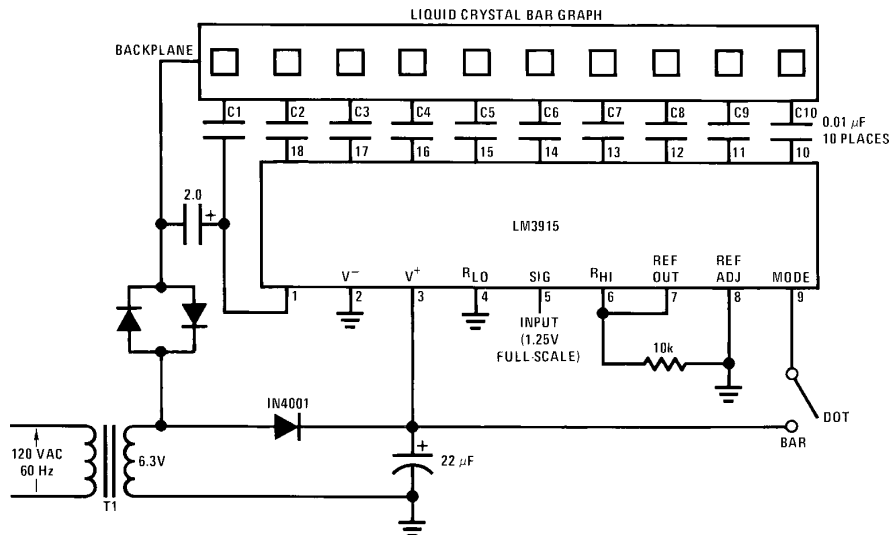 LIQUID CRYSTAL BAR GRAPH
BACKPLANE
C1 C2 C3 C4 C5 C6 C7 C8 C9 C10
0.01 µF
10 PLACES
18 17 16 15 14 13 12 11 10
2.0
+
LM3915
V− V+ RLO SIG RHI REF OUT REF ADJ MODE
1 2 3 4 5 6 7 8 9
INPUT
(1.25V
FULL-SCALE)
10k
DOT
BAR
IN4001
120 VAC
60 Hz
6.3V
T1
+
22 µF